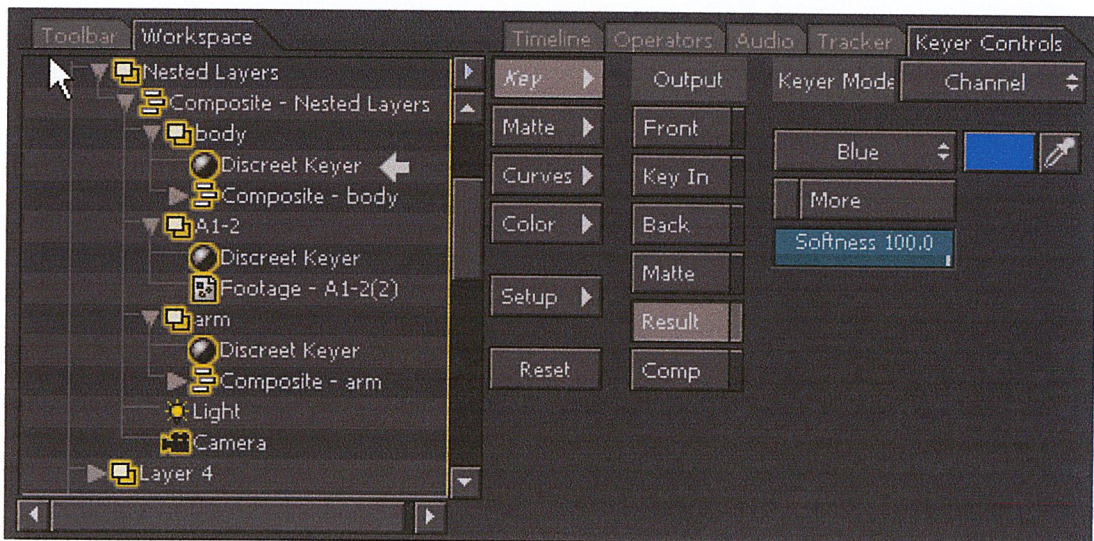 Toolbar Workspace
Nested Layers
Composite - Nested Layers
body
Discreet Keyer
Composite - body
A1-2
Discreet Keyer
Footage - A1-2(2)
arm
Discreet Keyer
Composite - arm
Light
Camera
Layer 4
Timeline Operators Audio Tracker Keyer Controls
Key
Matte
Curves
Color
Setup
Reset
Output
Front
Key In
Back
Matte
Result
Comp
Keyer Mode Channel
Blue
More
Softness 100.0